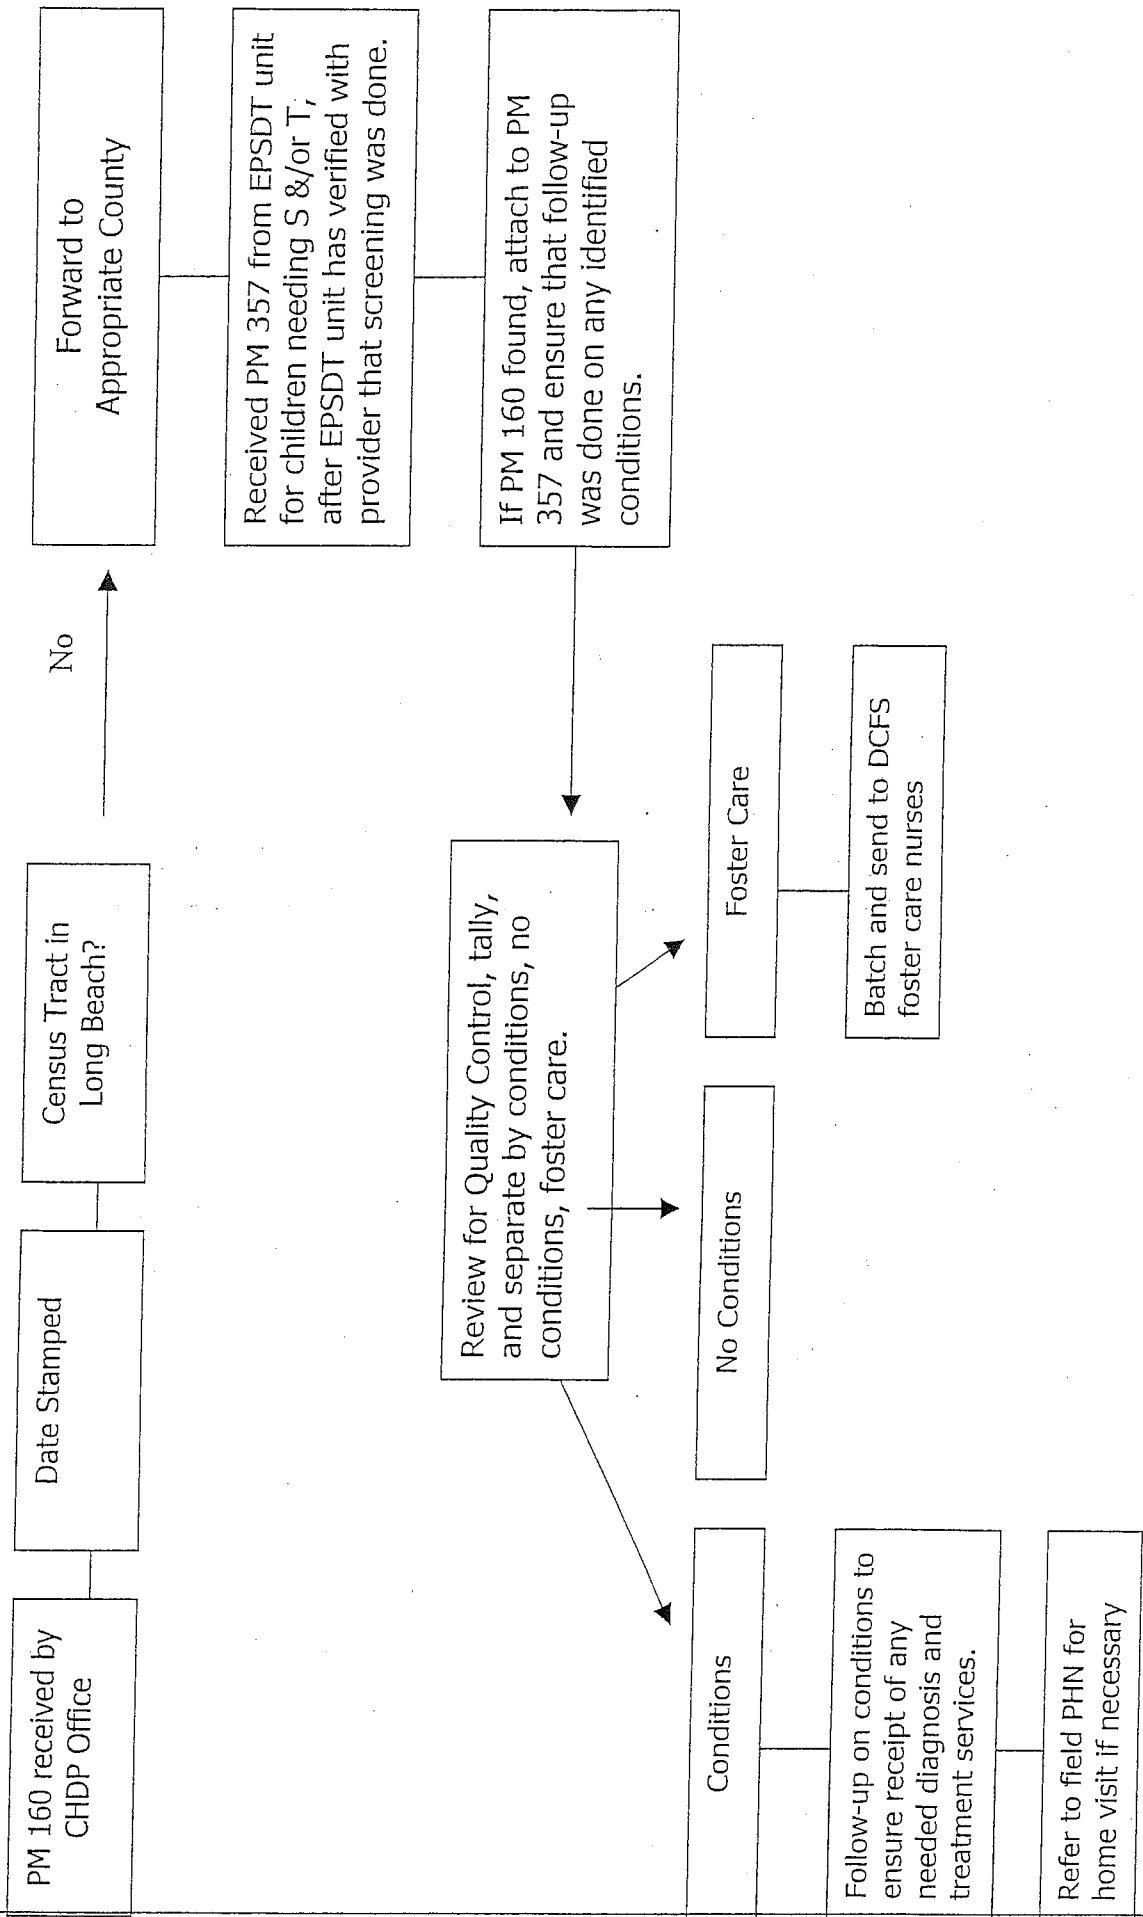 PM 160 received by
CHDP Office
Date Stamped
Census Tract in
Long Beach?
No
Forward to
Appropriate County
Received PM 357 from EPSDT unit
for children needing S &/or T,
after EPSDT unit has verified with
provider that screening was done.
If PM 160 found, attach to PM
357 and ensure that follow-up
was done on any identified
conditions.
Review for Quality Control, tally,
and separate by conditions, no
conditions, foster care.
Conditions
Follow-up on conditions to
ensure receipt of any
needed diagnosis and
treatment services.
Refer to field PHN for
home visit if necessary
No Conditions
Foster Care
Batch and send to DCFS
foster care nurses